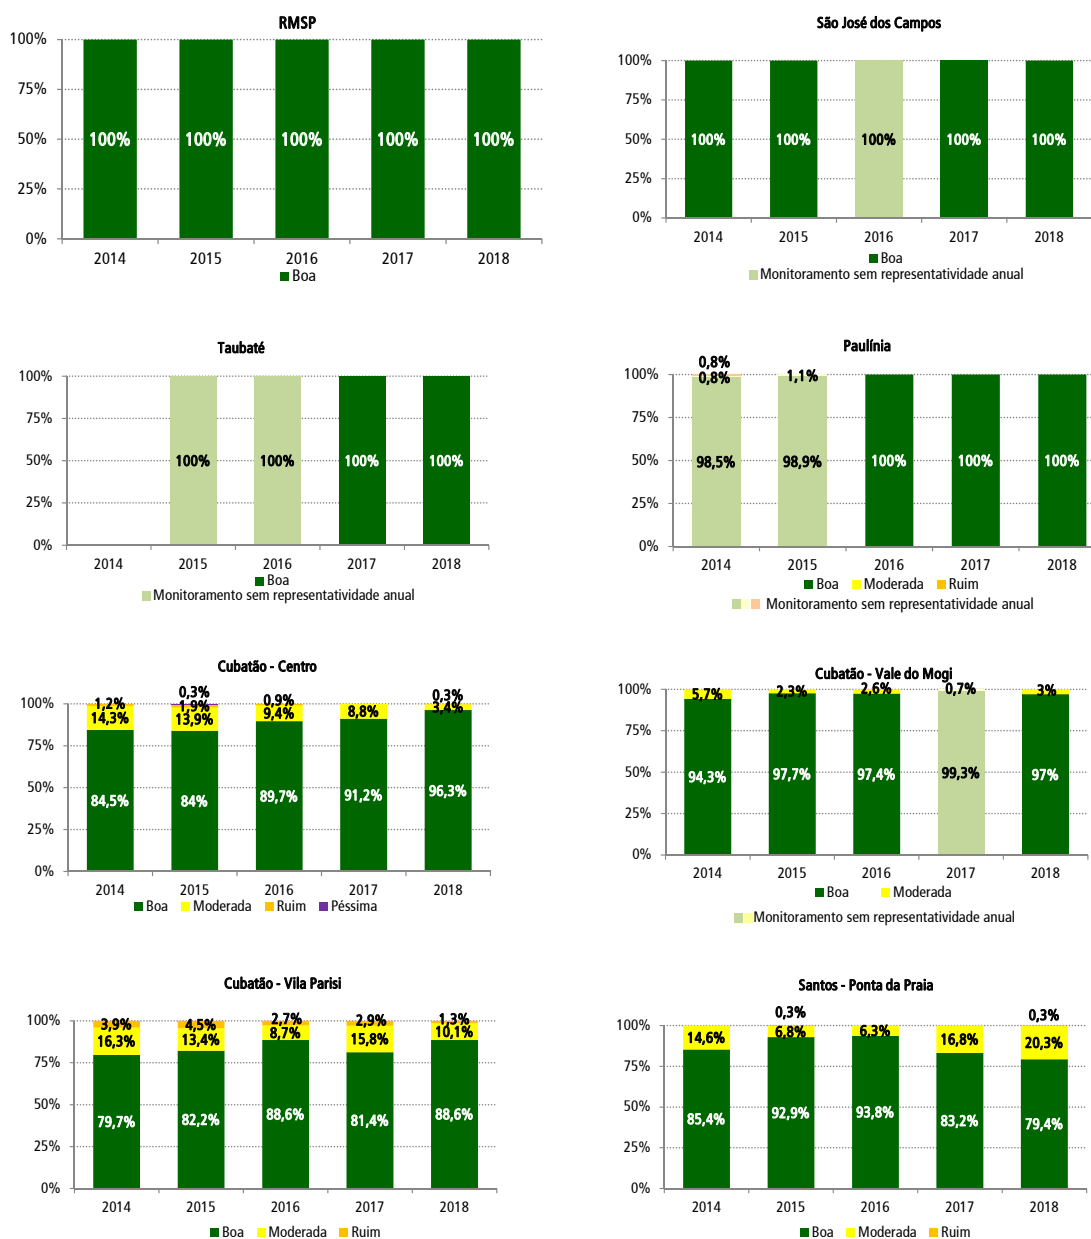 RMSP
100%
75%
50%
25%
0%
100% 100% 100% 100% 100%
2014 2015 2016 2017 2018
Boa
São José dos Campos
100%
75%
50%
25%
0%
100% 100% 100% 100% 100%
2014 2015 2016 2017 2018
Boa
Monitoramento sem representatividade anual
Taubaté
100%
75%
50%
25%
0%
100% 100% 100% 100%
2014 2015 2016 2017 2018
Boa
Monitoramento sem representatividade anual
Paulínia
100%
75%
50%
25%
0%
0,8%
0,8% 1,1%
98,5% 98,9% 100% 100% 100%
2014 2015 2016 2017 2018
Boa Moderada Ruim
Monitoramento sem representatividade anual
Cubatão - Centro
100%
75%
50%
25%
0%
0,3% 0,3%
1,2% 1,9% 0,9%
14,3% 13,9% 9,4% 8,8% 3,4%
84,5% 84% 89,7% 91,2% 96,3%
2014 2015 2016 2017 2018
Boa Moderada Ruim Péssima
Cubatão - Vale do Mogi
100%
75%
50%
25%
0%
5,7% 2,3% 2,6% 0,7% 3%
94,3% 97,7% 97,4% 99,3% 97%
2014 2015 2016 2017 2018
Boa Moderada
Monitoramento sem representatividade anual
Cubatão - Vila Parisi
100%
75%
50%
25%
0%
3,9% 4,5% 2,7% 2,9% 1,3%
16,3% 13,4% 8,7% 15,8% 10,1%
79,7% 82,2% 88,6% 81,4% 88,6%
2014 2015 2016 2017 2018
Boa Moderada Ruim
Santos - Ponta da Praia
100%
75%
50%
25%
0%
0,3% 0,3%
14,6% 6,8% 6,3% 16,8% 20,3%
85,4% 92,9% 93,8% 83,2% 79,4%
2014 2015 2016 2017 2018
Boa Moderada Ruim